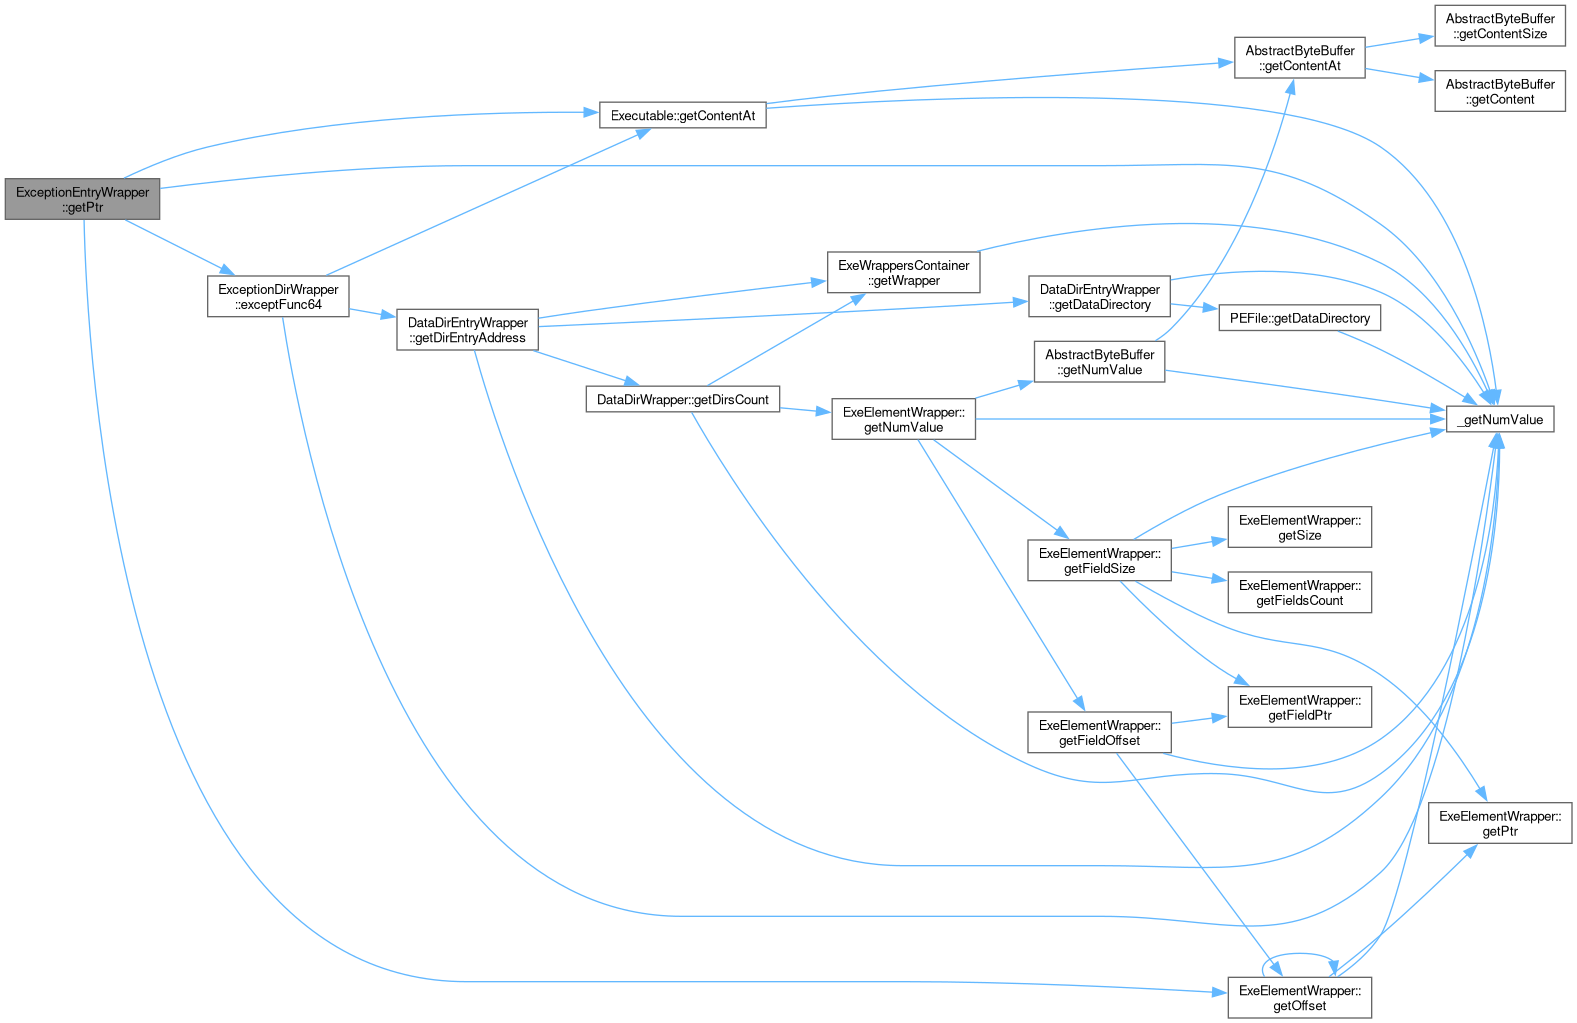 AbstractByteBuffer
::getContentSize
AbstractByteBuffer
::getContentAt
AbstractByteBuffer
::getContent
Executable::getContentAt
ExceptionEntryWrapper
::getPtr
ExeWrappersContainer
::getWrapper
ExceptionDirWrapper
::exceptFunc64
DataDirEntryWrapper
::getDataDirectory
PEFile::getDataDirectory
DataDirEntryWrapper
::getDirEntryAddress
AbstractByteBuffer
::getNumValue
DataDirWrapper::getDirsCount
ExeElementWrapper::
getNumValue
_getNumValue
ExeElementWrapper::
getSize
ExeElementWrapper::
getFieldSize
ExeElementWrapper::
getFieldsCount
ExeElementWrapper::
getFieldPtr
ExeElementWrapper::
getFieldOffset
ExeElementWrapper::
getPtr
ExeElementWrapper::
getOffset